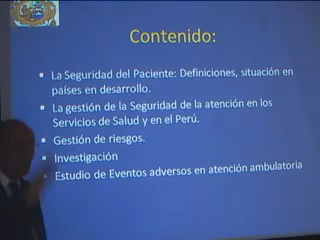 Contenido:
▪ La Seguridad del Paciente: Definiciones, situación en
países en desarrollo.
▪ La gestión de la Seguridad de la atención en los
Servicios de Salud y en el Perú.
▪ Gestión de riesgos.
▪ Investigación
▪ Estudio de Eventos adversos en atención ambulatoria